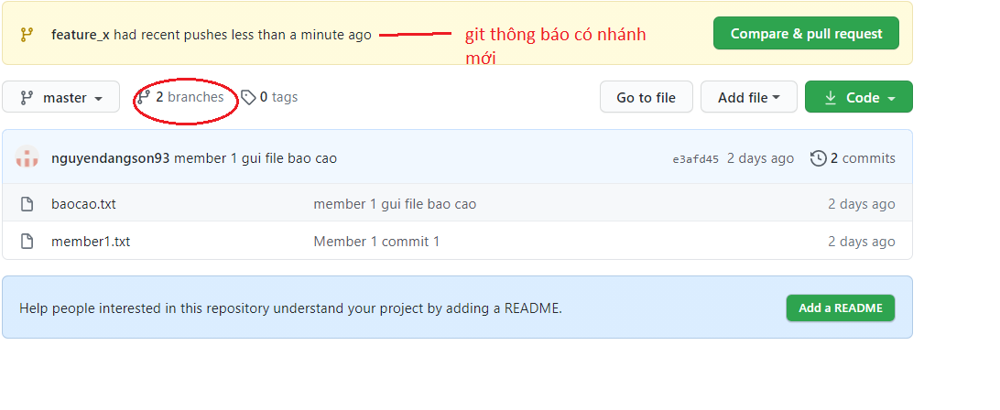 feature_x had recent pushes less than a minute ago
git thông báo có nhánh
mới
Compare & pull request
master
2 branches
0 tags
Go to file
Add file
Code
nguyendangson93 member 1 gui file bao cao
e3afd45 2 days ago
2 commits
baocao.txt
member 1 gui file bao cao
2 days ago
member1.txt
Member 1 commit 1
2 days ago
Help people interested in this repository understand your project by adding a README.
Add a README